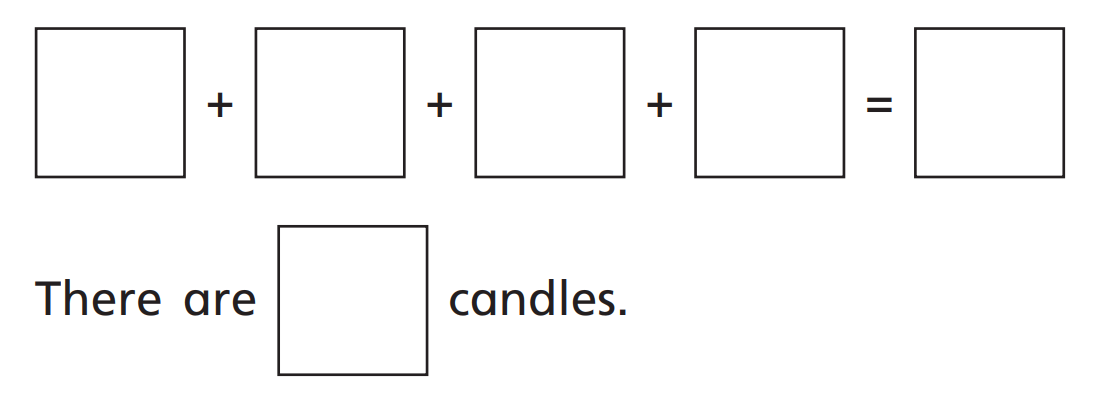 + + + =
There are candles.